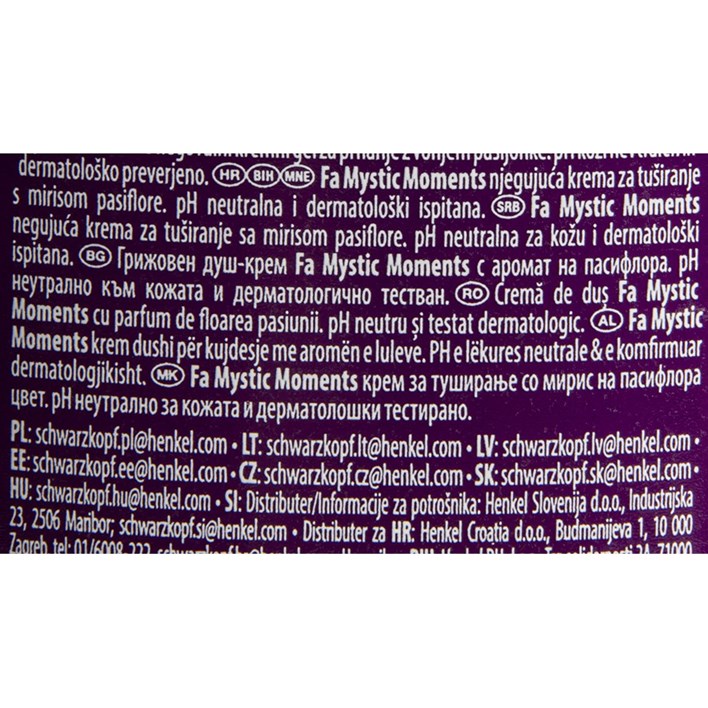 dermatološko preverjeno. HR BIH MNE Fa Mystic Moments njegujuća krema za tuširanje
s mirisom pasiflore. pH neutralna i dermatološki ispitana. SRB Fa Mystic Moments
negujuća krema za tuširanje sa mirisom pasiflore. pH neutralna za kožu i dermatološki
ispitana. BG Грижовен душ-крем Fa Mystic Moments с аромат на пасифлора. pH
неутрално към кожата и дерматологично тестван. RO Cremă de duș Fa Mystic
Moments cu parfum de floarea pasiunii. pH neutru și testat dermatologic. AL Fa Mystic
Moments krem dushi për kujdesje me aromën e luleve. PH e lëkures neutrale & e komfirmuar
dermatologjikisht. MK Fa Mystic Moments крем за туширање со мирис на пасифлора
цвет. pH неутрално за кожата и дерматолошки тестирано.
PL: schwarzkopf.pl@henkel.com • LT: schwarzkopf.lt@henkel.com • LV: schwarzkopf.lv@henkel.com •
EE: schwarzkopf.ee@henkel.com • CZ: schwarzkopf.cz@henkel.com • SK: schwarzkopf.sk@henkel.com •
HU: schwarzkopf.hu@henkel.com • SI: Distributer/Informacije za potrošnika: Henkel Slovenija d.o.o., Industrijska
23, 2506 Maribor; schwarzkopf.si@henkel.com • Distributer za HR: Henkel Croatia d.o.o., Budmanijeva 1, 10 000
Zagreb, tel: 01/6008 222